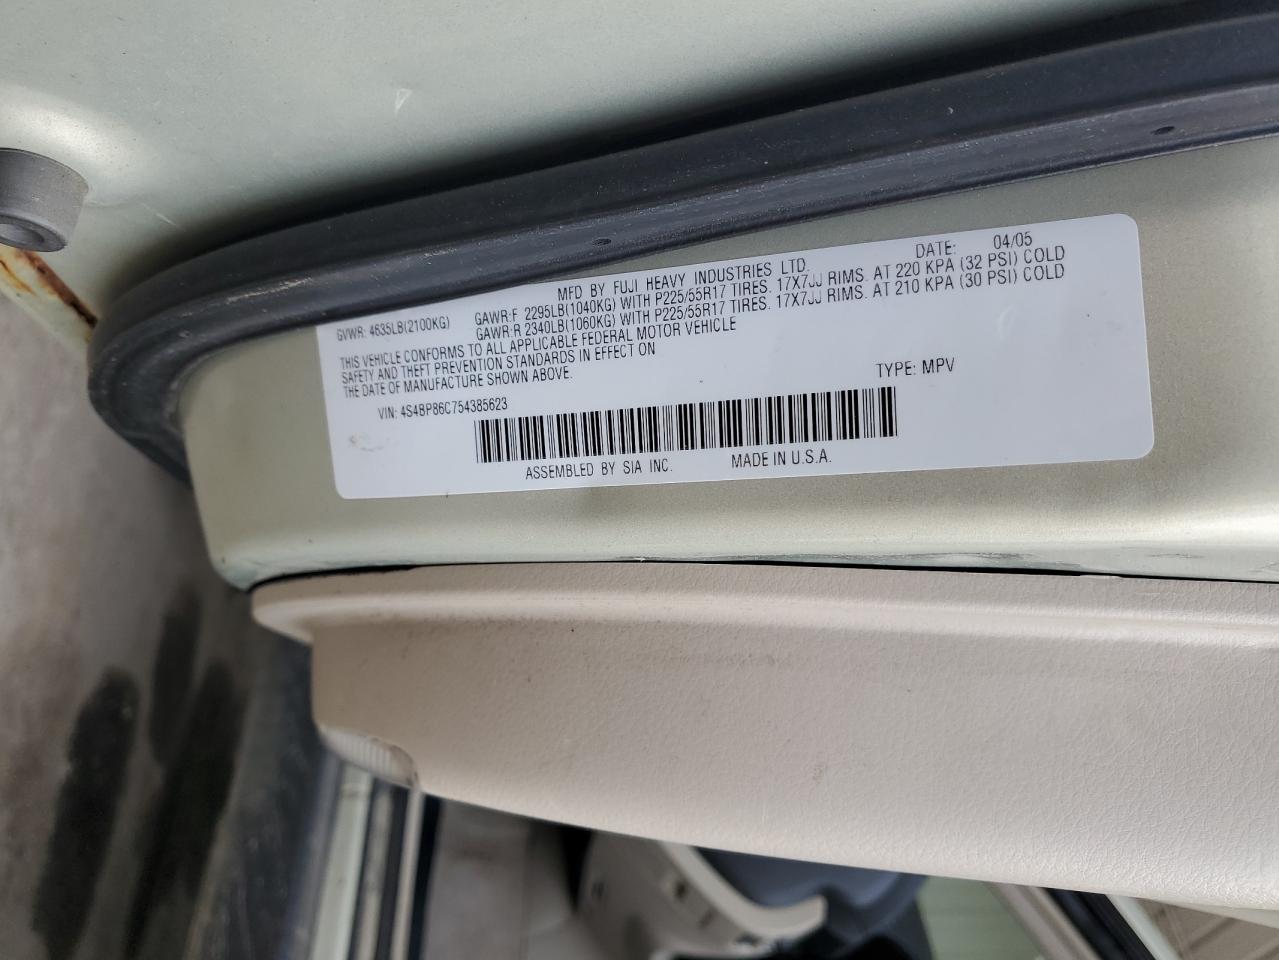 MFD BY FUJI HEAVY INDUSTRIES LTD. DATE: 04/05
GVWR: 4635LB(2100KG) GAWR:F 2295LB(1040KG) WITH P225/55R17 TIRES. 17X7JJ RIMS. AT 220 KPA (32 PSI) COLD
GAWR:R 2340LB(1060KG) WITH P225/55R17 TIRES. 17X7JJ RIMS. AT 210 KPA (30 PSI) COLD
THIS VEHICLE CONFORMS TO ALL APPLICABLE FEDERAL MOTOR VEHICLE
SAFETY AND THEFT PREVENTION STANDARDS IN EFFECT ON
THE DATE OF MANUFACTURE SHOWN ABOVE.
VIN: 4S4BP86C754385623 TYPE: MPV
ASSEMBLED BY SIA INC. MADE IN U.S.A.